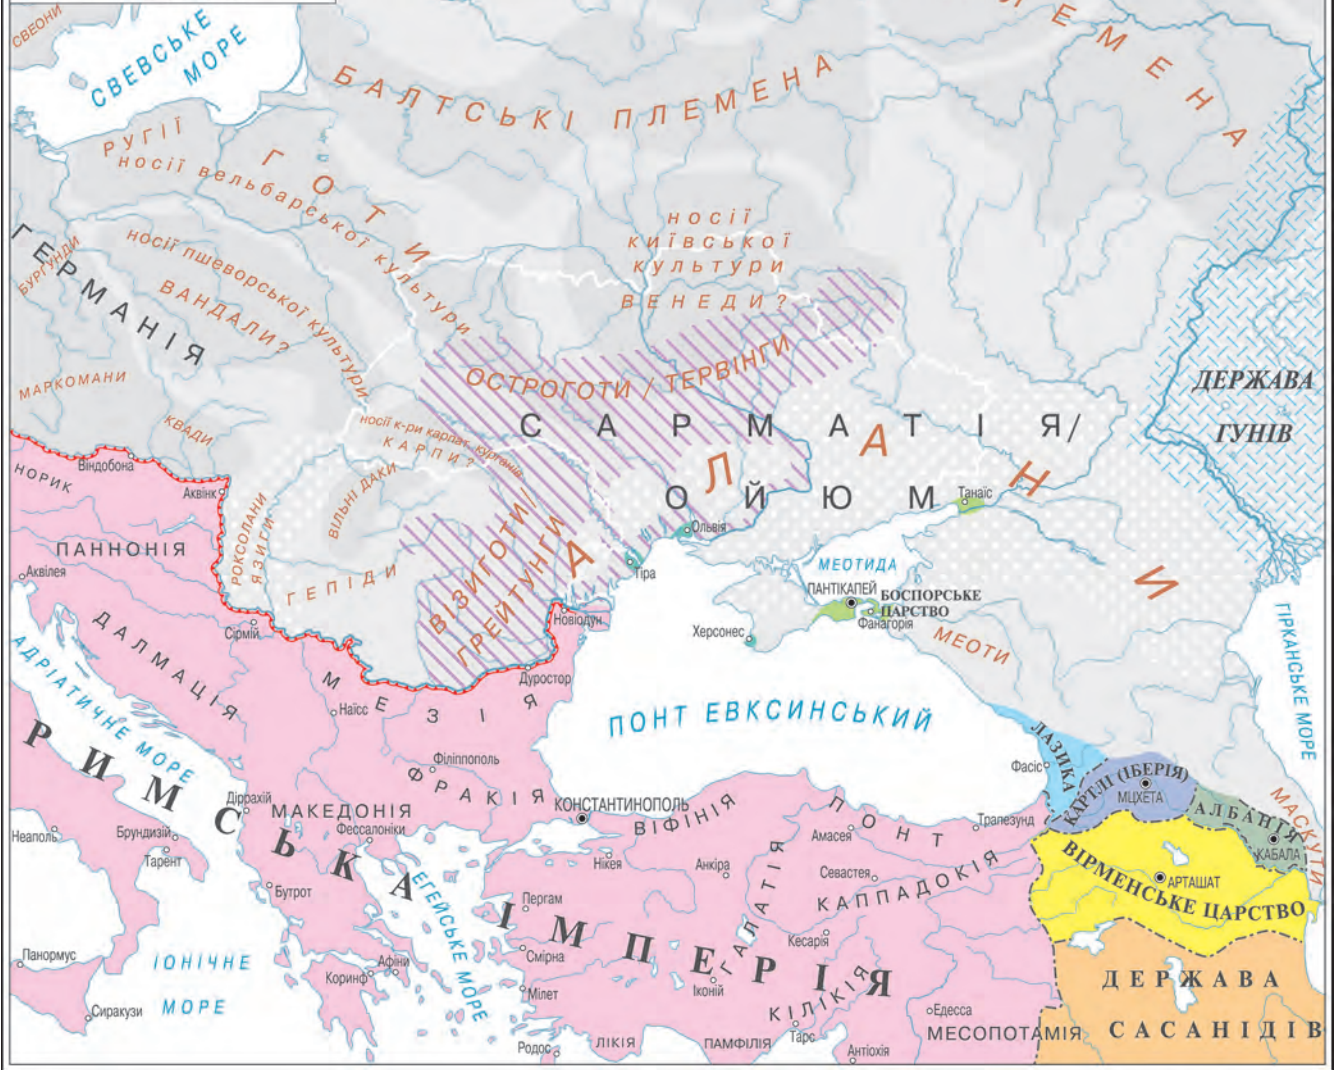 СВЕОНИ
СВЕВСЬКЕ
МОРЕ
ЛЕМЕНА
БАЛТСЬКІ ПЛЕМЕНА
РУГІЇ
носії вельбарської культури
ГОТИ
носії
київської
культури
ВЕНЕДИ?
ГЕРМАНІЯ
БУРГУНДИ
носії пшеворської культури
ВАНДАЛИ?
ОСТРОГОТИ / ТЕРВІНГИ
ДЕРЖАВА
ГУНІВ
МАРКОМАНИ
КВАДИ
носії к-ри карпат. курганів
КАРПИ?
САРМАТІЯ/
ОЙЮМ
АЛАНИ
Віндобона
НОРИК
Аквінк
РОКСОЛАНИ
ЯЗИГИ
ВІЛЬНІ ДАКИ
ГЕПІДИ
ВІЗИГОТИ/
ГРЕЙТУНГИ
Танаїс
Ольвія
Тіра
МЕОТИДА
ПАНТІКАПЕЙ
БОСПОРСЬКЕ
ЦАРСТВО
Фанагорія
Херсонес
МЕОТИ
ГІРКАНСЬКЕ МОРЕ
ПАННОНІЯ
Аквілея
Сірмій
Новіодун
Дуростор
ДАЛМАЦІЯ
АДРІАТИЧНЕ МОРЕ
МЕЗІЯ
Наїсс
ПОНТ ЕВКСИНСЬКИЙ
ЛАЗИКА
Фасіс
КАРТЛІ (ІБЕРІЯ)
МЦХЕТА
АЛБАНІЯ
КАБАЛА
МАСКУТИ
Філіппополь
ФРАКІЯ
РИМСЬКА ІМПЕРІЯ
Діррахій
МАКЕДОНІЯ
Фессалоніки
КОНСТАНТИНОПОЛЬ
ВІФІНІЯ
ПОНТ
Трапезунд
Амасея
Неаполь
Брундизій
Тарент
Бутрот
Нікея
Анкіра
Севастея
ВІРМЕНСЬКЕ ЦАРСТВО
АРТАШАТ
ЕГЕЙСЬКЕ МОРЕ
Пергам
ГАЛАТІЯ
КАППАДОКІЯ
Кесарія
Панормус
ІОНІЧНЕ
МОРЕ
Афіни
Коринф
Смірна
Мілет
Іконій
КІЛІКІЯ
ДЕРЖАВА
САСАНІДІВ
Сиракузи
Едесса
МЕСОПОТАМІЯ
Родос
ЛІКІЯ
ПАМФІЛІЯ
Тарс
Антіохія